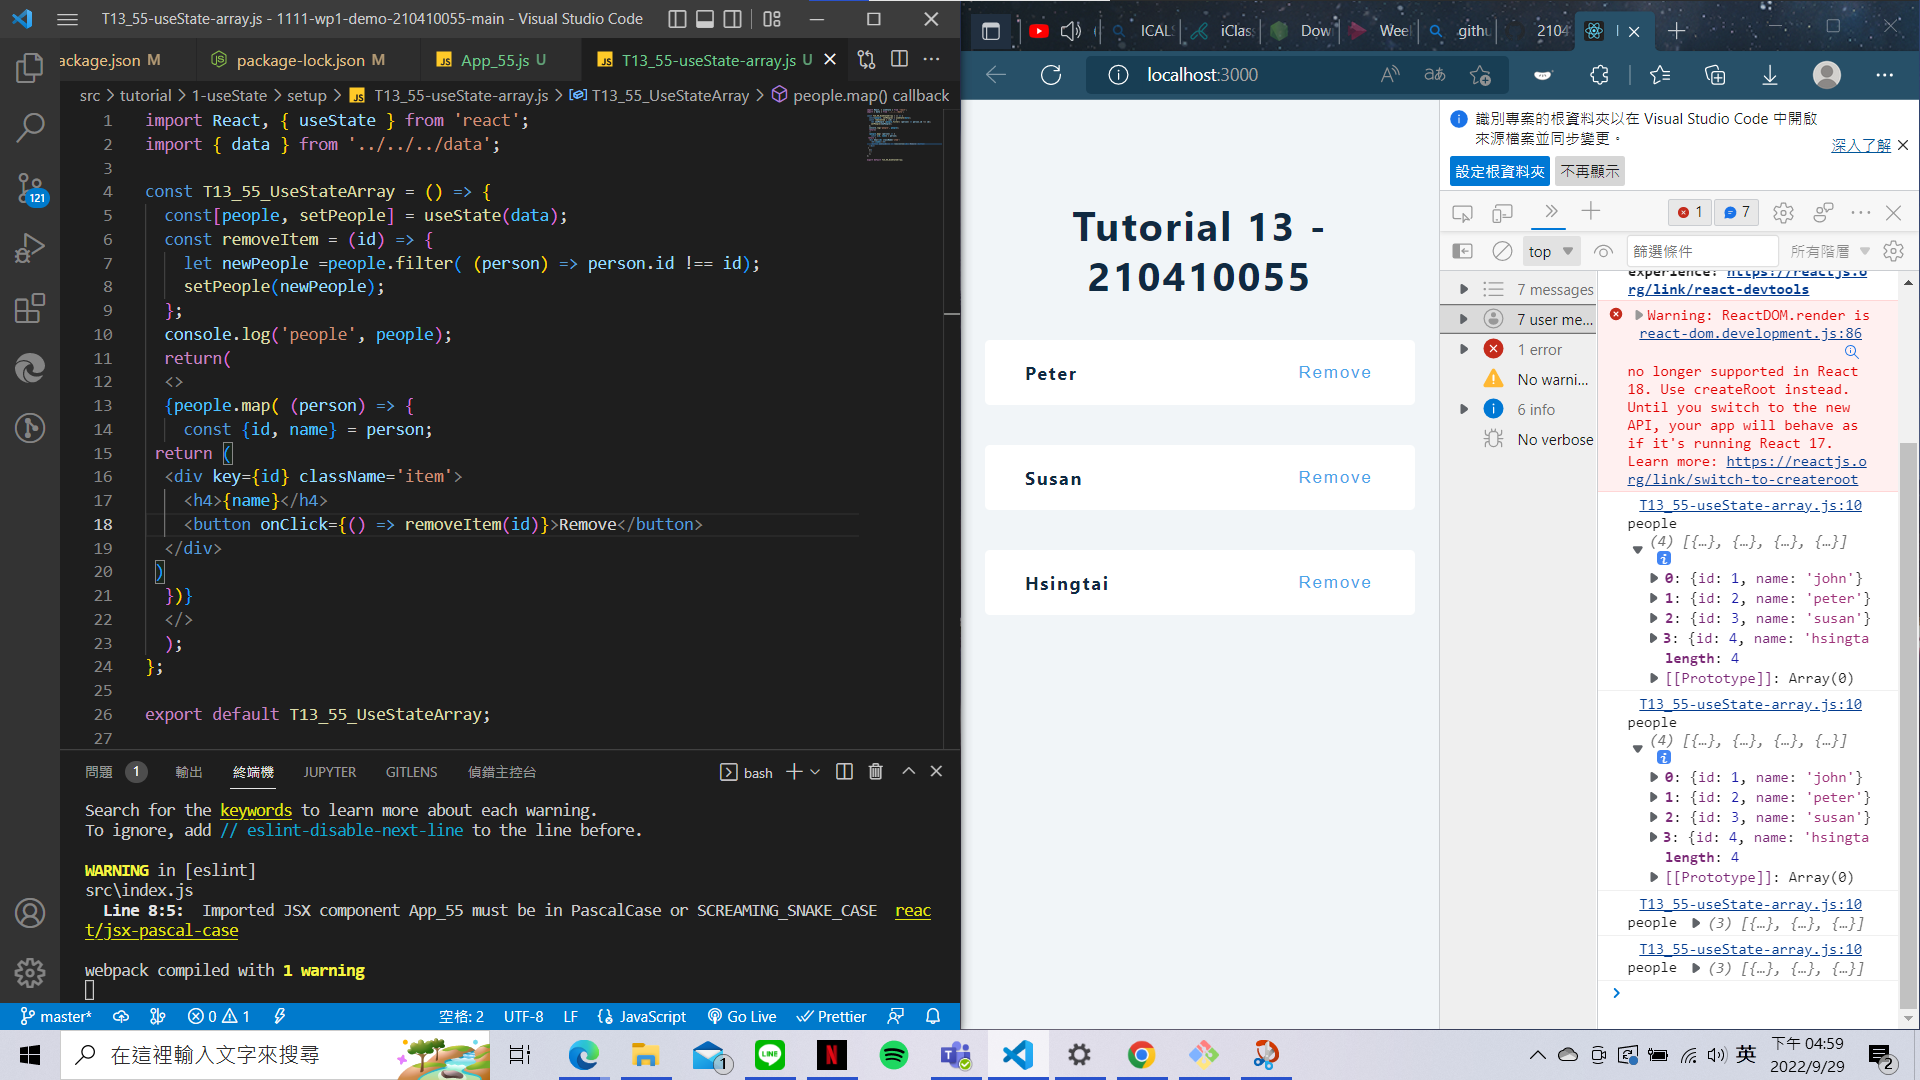 T13_55-useState-array.js - 1111-wp1-demo-210410055-main - Visual Studio Code
ackage.json M
package-lock.json M
App_55.js U
T13_55-useState-array.js U
src > tutorial > 1-useState > setup > T13_55-useState-array.js > T13_55_UseStateArray > people.map() callback
1 import React, { useState } from 'react';
2 import { data } from '../../../data';
3
4 const T13_55_UseStateArray = () => {
5 const[people, setPeople] = useState(data);
6 const removeItem = (id) => {
7 let newPeople =people.filter( (person) => person.id !== id);
8 setPeople(newPeople);
9 };
10 console.log('people', people);
11 return(
12 <>
13 {people.map( (person) => {
14 const {id, name} = person;
15 return (
16 <div key={id} className='item'>
17 <h4>{name}</h4>
18 <button onClick={() => removeItem(id)}>Remove</button>
19 </div>
20 )
21 })}
22 </>
23 );
24 };
25
26 export default T13_55_UseStateArray;
27
121
問題 1 輸出 終端機 JUPYTER GITLENS 偵錯主控台
bash
Search for the keywords to learn more about each warning.
To ignore, add // eslint-disable-next-line to the line before.
WARNING in [eslint]
src\index.js
Line 8:5: Imported JSX component App_55 must be in PascalCase or SCREAMING_SNAKE_CASE reac
t/jsx-pascal-case
webpack compiled with 1 warning
master* 0 1 空格: 2 UTF-8 LF JavaScript Go Live Prettier
ICAL iClas Dow Wee .githu 2104
localhost:3000
Tutorial 13 -
210410055
Peter Remove
Susan Remove
Hsingtai Remove
識別專案的根資料夾以在 Visual Studio Code 中開啟
來源檔案並同步變更。
深入了解
設定根資料夾 不再顯示
1 7
top 篩選條件 所有階層
7 messages
7 user me...
1 error
No warni...
6 info
No verbose
experience: https://reactjs.o
rg/link/react-devtools
Warning: ReactDOM.render is
react-dom.development.js:86
no longer supported in React
18. Use createRoot instead.
Until you switch to the new
API, your app will behave as
if it's running React 17.
Learn more: https://reactjs.o
rg/link/switch-to-createroot
T13_55-useState-array.js:10
people
(4) [{…}, {…}, {…}, {…}]
0: {id: 1, name: 'john'}
1: {id: 2, name: 'peter'}
2: {id: 3, name: 'susan'}
3: {id: 4, name: 'hsingta
length: 4
[[Prototype]]: Array(0)
T13_55-useState-array.js:10
people
(4) [{…}, {…}, {…}, {…}]
0: {id: 1, name: 'john'}
1: {id: 2, name: 'peter'}
2: {id: 3, name: 'susan'}
3: {id: 4, name: 'hsingta
length: 4
[[Prototype]]: Array(0)
T13_55-useState-array.js:10
people (3) [{…}, {…}, {…}]
T13_55-useState-array.js:10
people (3) [{…}, {…}, {…}]
在這裡輸入文字來搜尋
1
LINE
英
下午 04:59
2022/9/29
2